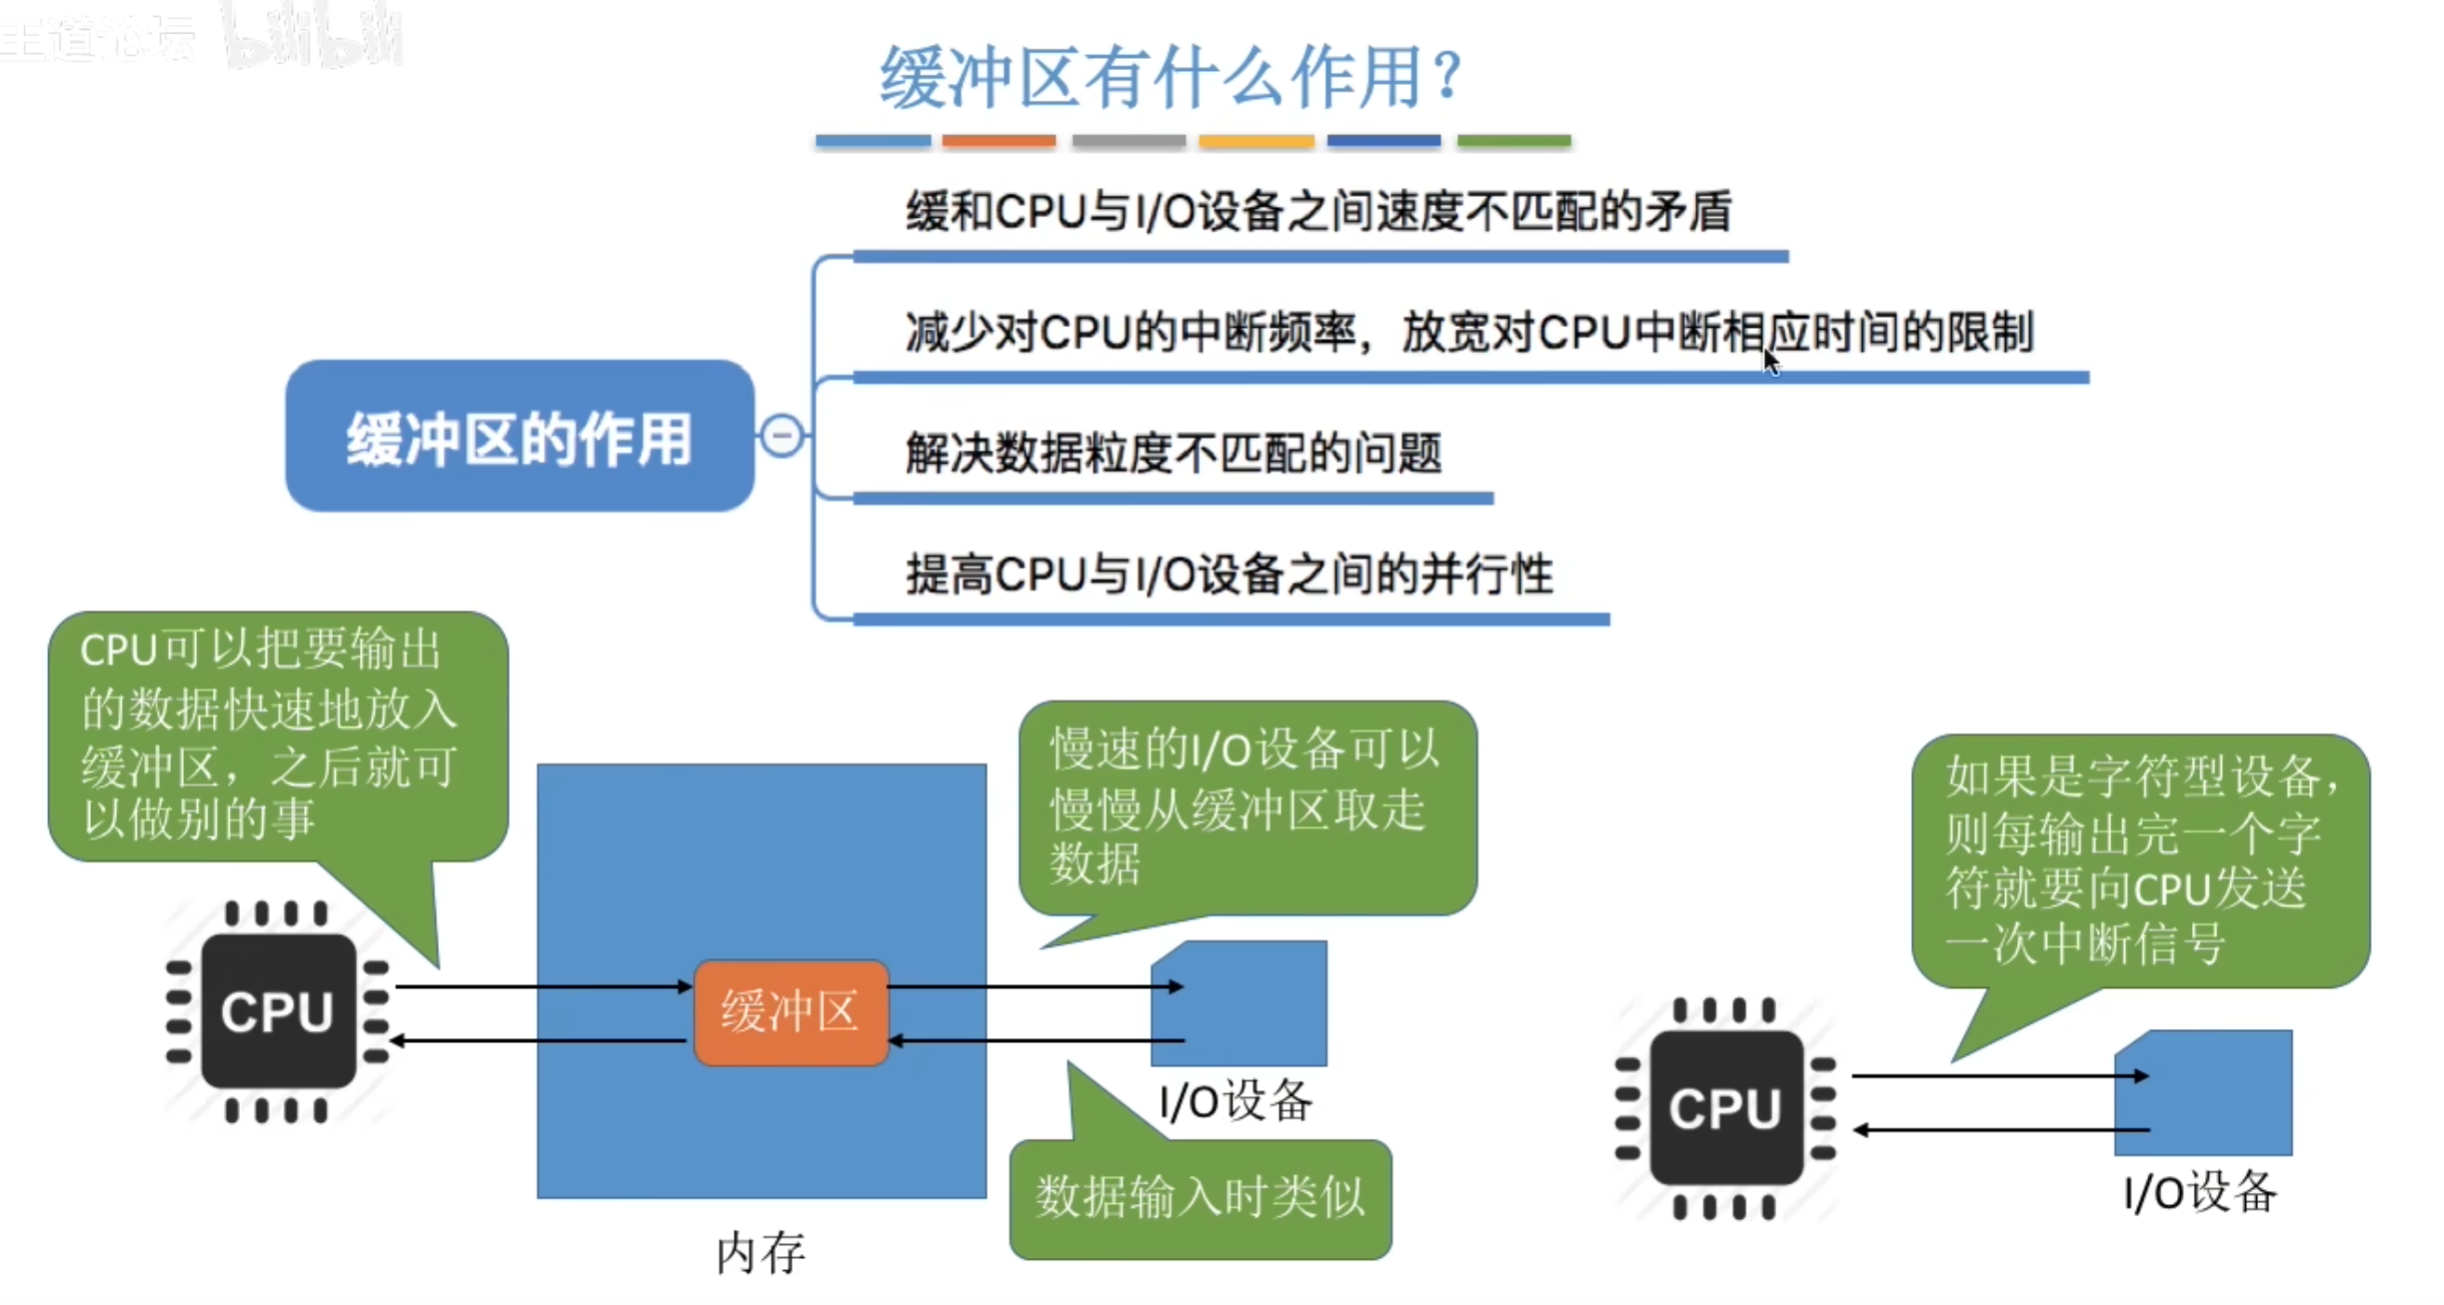 王道论坛 bilibili
缓冲区有什么作用？
缓和CPU与I/O设备之间速度不匹配的矛盾
减少对CPU的中断频率，放宽对CPU中断相应时间的限制
缓冲区的作用
解决数据粒度不匹配的问题
提高CPU与I/O设备之间的并行性
CPU可以把要输出
的数据快速地放入
缓冲区，之后就可
以做别的事
慢速的I/O设备可以
慢慢从缓冲区取走
数据
如果是字符型设备，
则每输出完一个字
符就要向CPU发送
一次中断信号
CPU
缓冲区
I/O设备
数据输入时类似
内存
CPU
I/O设备